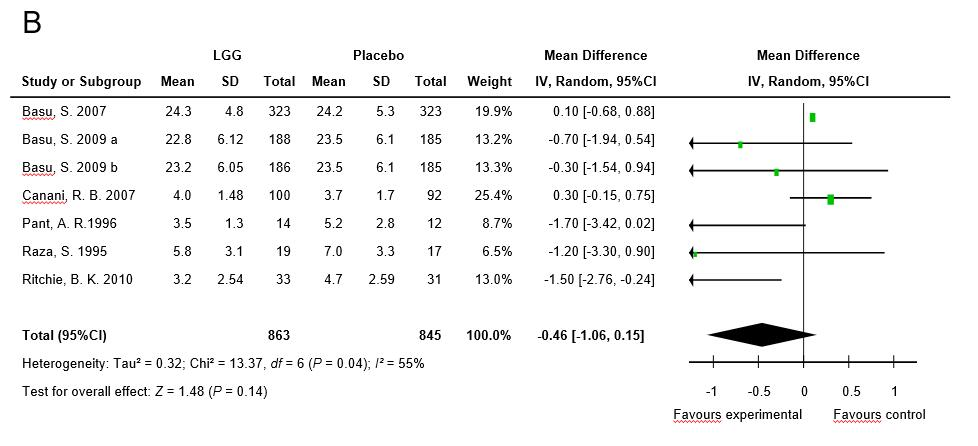 B
LGG Placebo Mean Difference Mean Difference
Study or Subgroup Mean SD Total Mean SD Total Weight IV, Random, 95%CI IV, Random, 95%CI
Basu, S. 2007 24.3 4.8 323 24.2 5.3 323 19.9% 0.10 [-0.68, 0.88]
Basu, S. 2009 a 22.8 6.12 188 23.5 6.1 185 13.3% -0.70 [-1.94, 0.54]
Basu, S. 2009 b 23.2 6.05 186 23.5 6.1 185 13.3% -0.30 [-1.54, 0.94]
Canani, R. B. 2007 4.0 1.48 100 3.7 1.7 92 25.4% 0.30 [-0.15, 0.75]
Pant, A. R.1996 3.5 1.3 14 5.2 2.8 12 8.7% -1.70 [-3.42, 0.02]
Raza, S. 1995 5.8 3.1 19 7.0 3.3 17 6.5% -1.20 [-3.30, 0.90]
Ritchie, B. K. 2010 3.2 2.54 33 4.7 2.59 31 13.0% -1.50 [-2.76, -0.24]
Total (95%CI) 863 845 100.0% -0.46 [-1.06, 0.15]
Heterogeneity: Tau² = 0.32; Chi² = 13.37, df = 6 (P = 0.04); I² = 55%
Test for overall effect: Z = 1.48 (P = 0.14)
-1 -0.5 0 0.5 1
Favours experimental Favours control